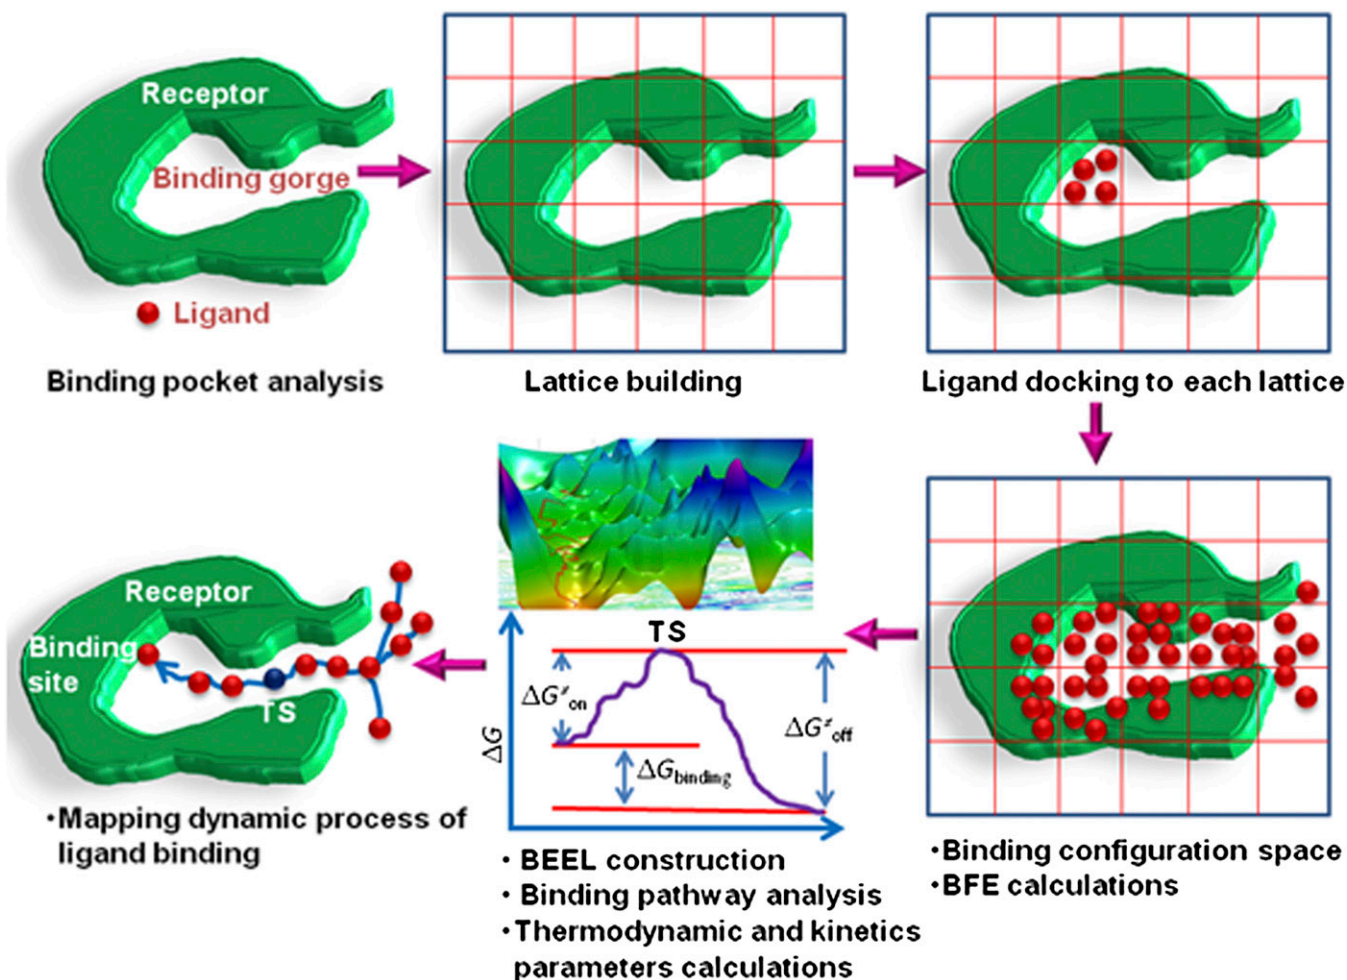 Receptor
Binding gorge
Ligand
Binding pocket analysis
Lattice building
Ligand docking to each lattice
•Binding configuration space
•BFE calculations
TS
ΔG≠on
ΔG≠off
ΔGbinding
ΔG
• BEEL construction
• Binding pathway analysis
•Thermodynamic and kinetics
parameters calculations
Receptor
Binding
site
TS
•Mapping dynamic process of
ligand binding